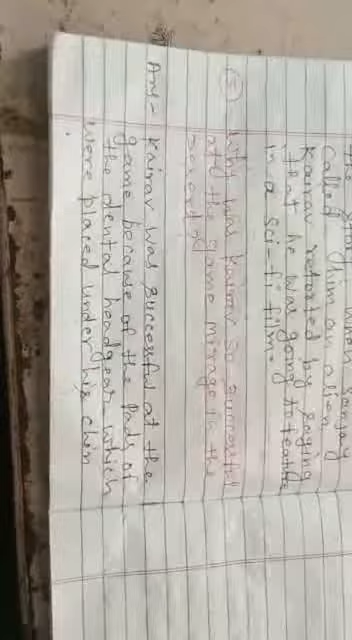 the story when Sanjay
called him an alien
Kairav retorted by saying
that he was going to feature
in a sci-fi film.
(5) Why was Kairav so successful
at the game mirage in the
Ans- Kairav was successful at the
game because of the pads of
the dental headgear which
were placed under his chin
.